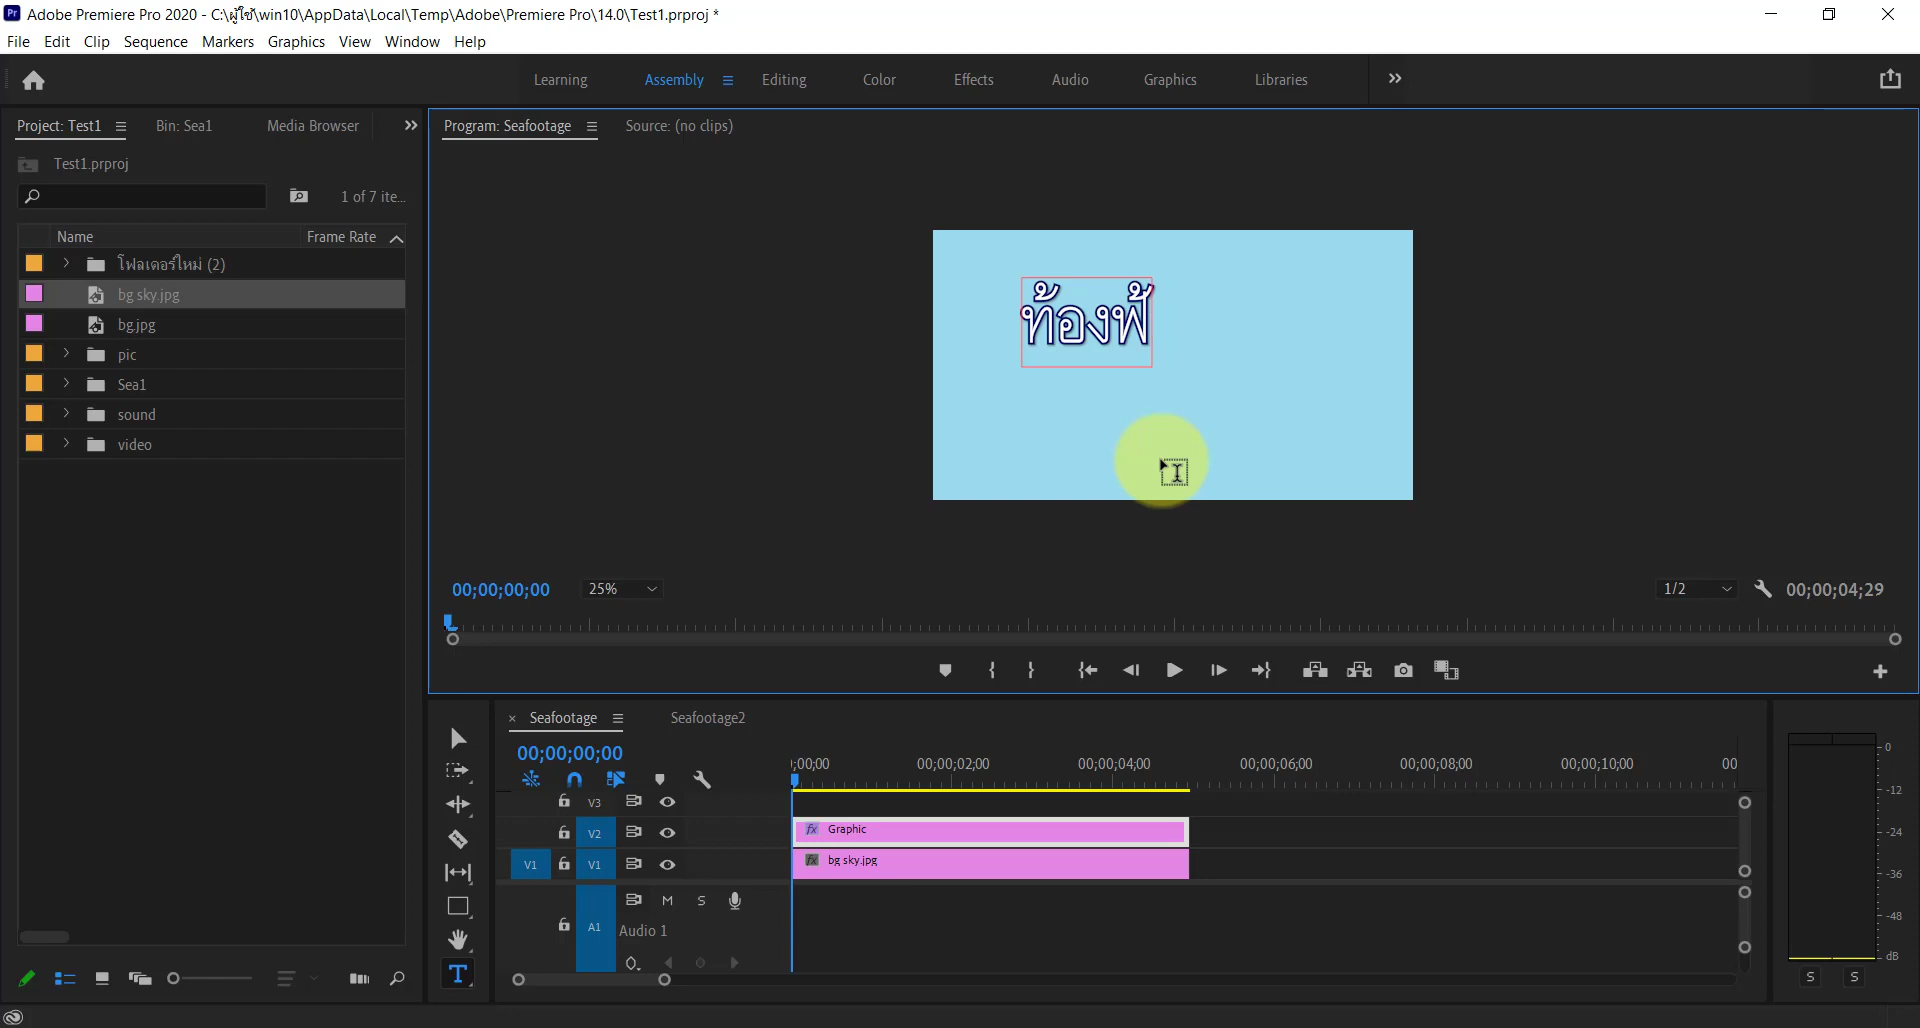 Adobe Premiere Pro 2020 - C:\ผู้ใช้\win10\AppData\Local\Temp\Adobe\Premiere Pro\14.0\Test1.prproj *
File Edit Clip Sequence Markers Graphics View Window Help
Learning Assembly Editing Color Effects Audio Graphics Libraries
Project: Test1 Bin: Sea1 Media Browser
Program: Seafootage Source: (no clips)
Test1.prproj
1 of 7 ite...
Name Frame Rate
โฟลเดอร์ใหม่ (2)
bg sky.jpg
bg.jpg
pic
Sea1
sound
video
ท้องฟ้
00;00;00;00 25% 1/2 00;00;04;29
Seafootage Seafootage2
00;00;00;00
;00;00 00;00;02;00 00;00;04;00 00;00;06;00 00;00;08;00 00;00;10;00 00
V3
V2 fx Graphic
V1 V1 fx bg sky.jpg
M S
A1 Audio 1
0
-12
-24
-36
-48
dB
S S